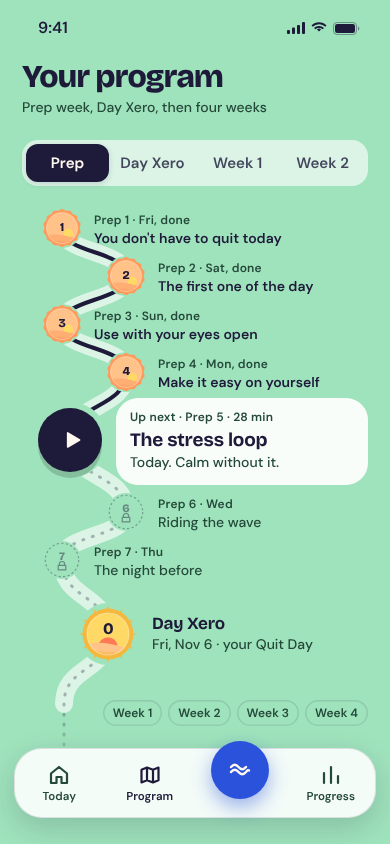 9:41
Your program
Prep week, Day Xero, then four weeks
Prep
Day Xero
Week 1
Week 2
1
Prep 1 · Fri, done
You don't have to quit today
2
Prep 2 · Sat, done
The first one of the day
3
Prep 3 · Sun, done
Use with your eyes open
4
Prep 4 · Mon, done
Make it easy on yourself
Up next · Prep 5 · 28 min
The stress loop
Today. Calm without it.
6
Prep 6 · Wed
Riding the wave
7
Prep 7 · Thu
The night before
0
Day Xero
Fri, Nov 6 · your Quit Day
Week 1
Week 2
Week 3
Week 4
Today
Program
Progress